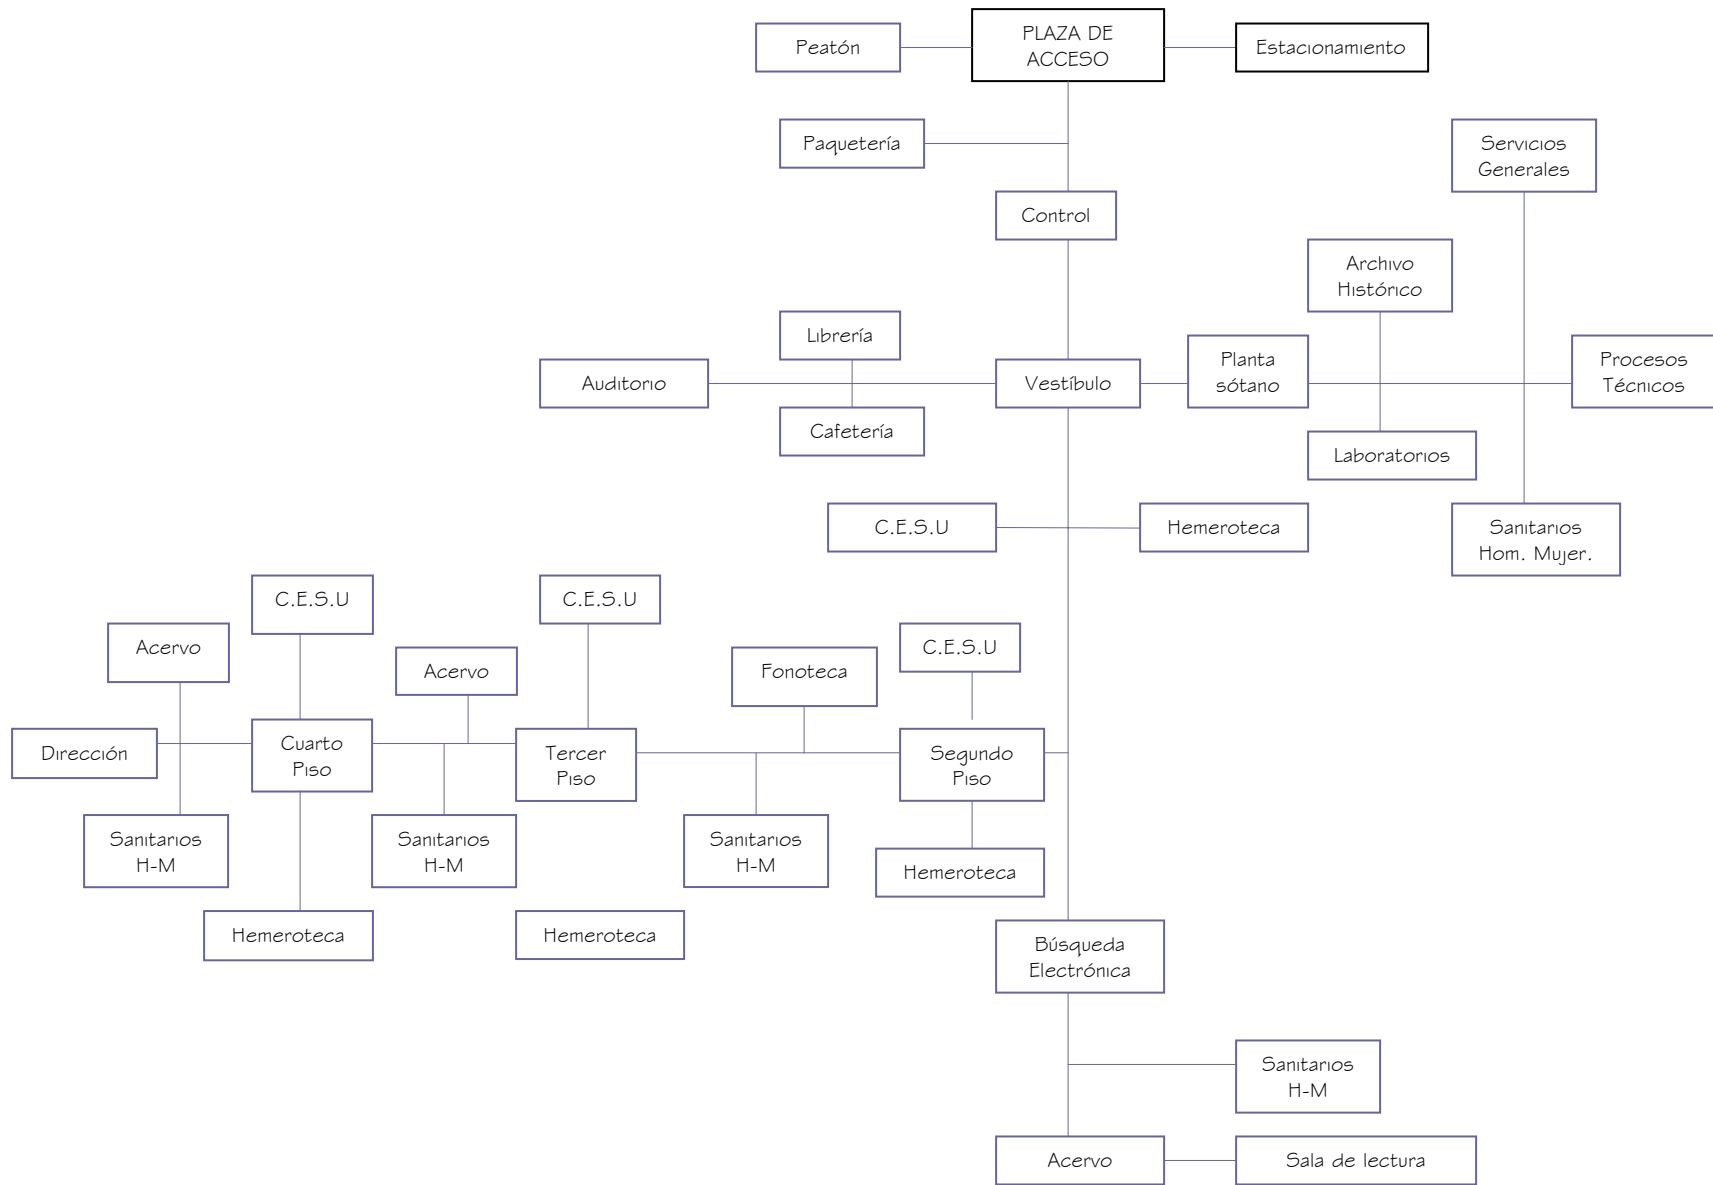 Peatón
PLAZA DE
ACCESO
Estacionamiento
Paquetería
Servicios
Generales
Control
Archivo
Histórico
Librería
Auditorio
Vestíbulo
Planta
sótano
Procesos
Técnicos
Cafetería
Laboratorios
C.E.S.U
Hemeroteca
Sanitarios
Hom. Mujer.
C.E.S.U
C.E.S.U
Acervo
Acervo
Fonoteca
C.E.S.U
Dirección
Cuarto
Piso
Tercer
Piso
Segundo
Piso
Sanitarios
H-M
Sanitarios
H-M
Sanitarios
H-M
Hemeroteca
Hemeroteca
Hemeroteca
Búsqueda
Electrónica
Sanitarios
H-M
Acervo
Sala de lectura